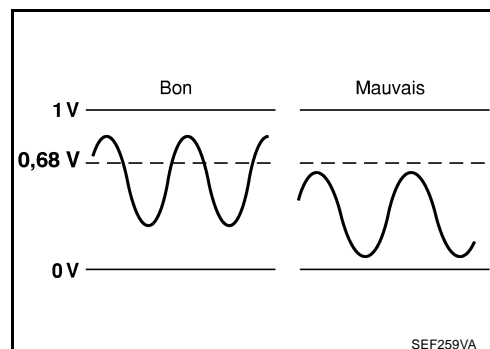 Bon
Mauvais
1 V
0,68 V
0 V
SEF259VA